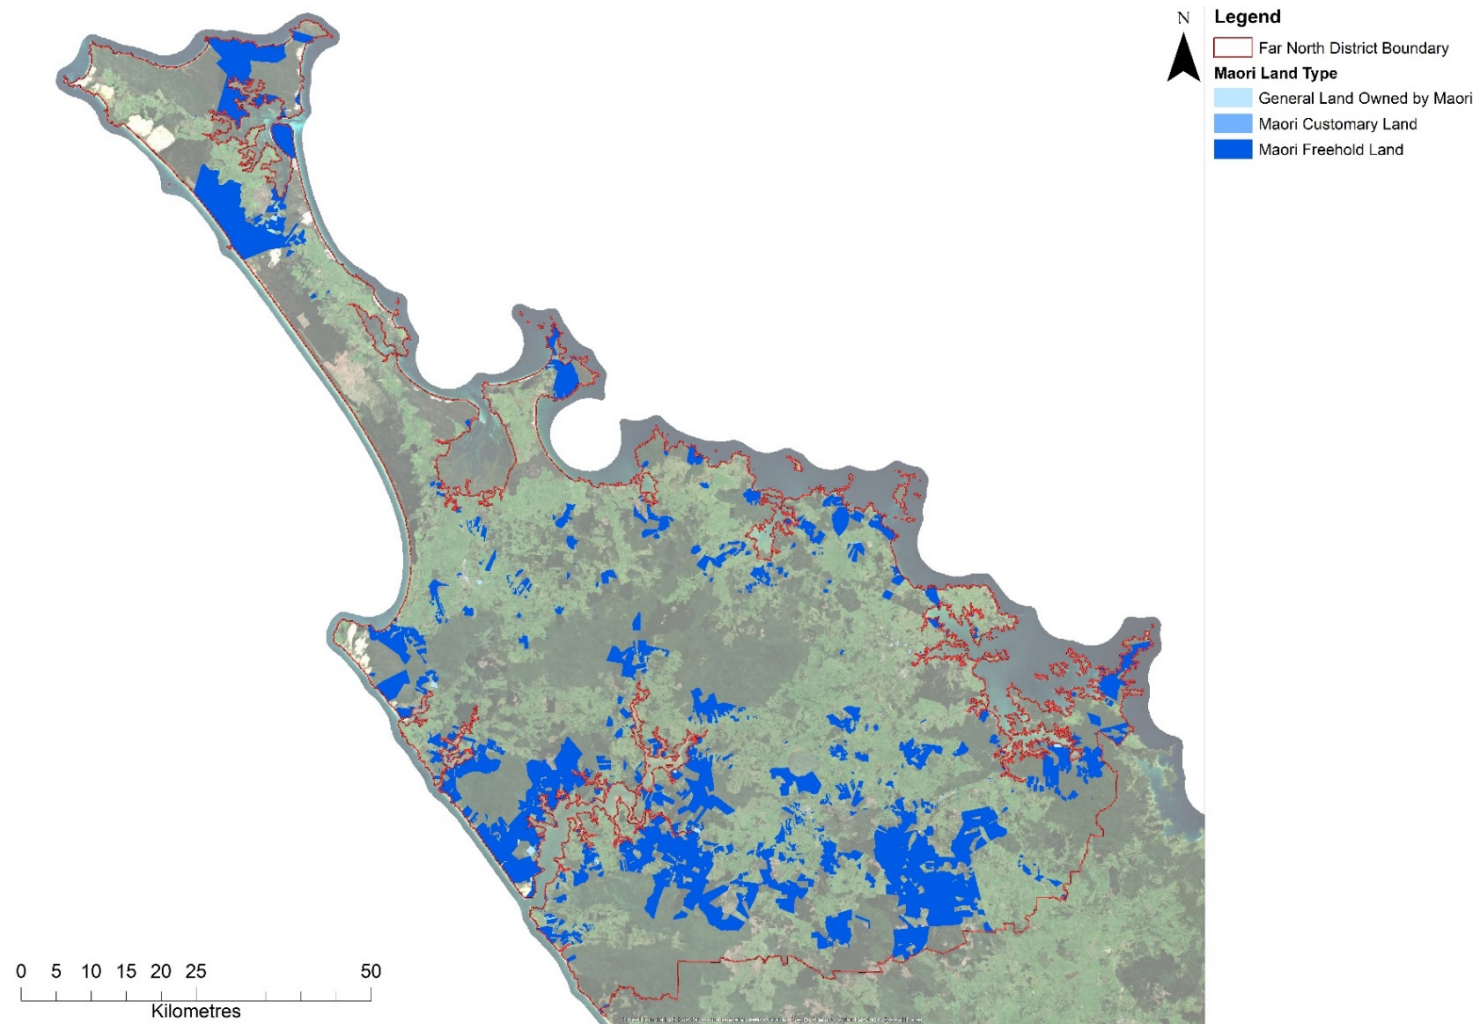 N
Legend
Far North District Boundary
Maori Land Type
General Land Owned by Maori
Maori Customary Land
Maori Freehold Land
0 5 10 15 20 25 50
Kilometres